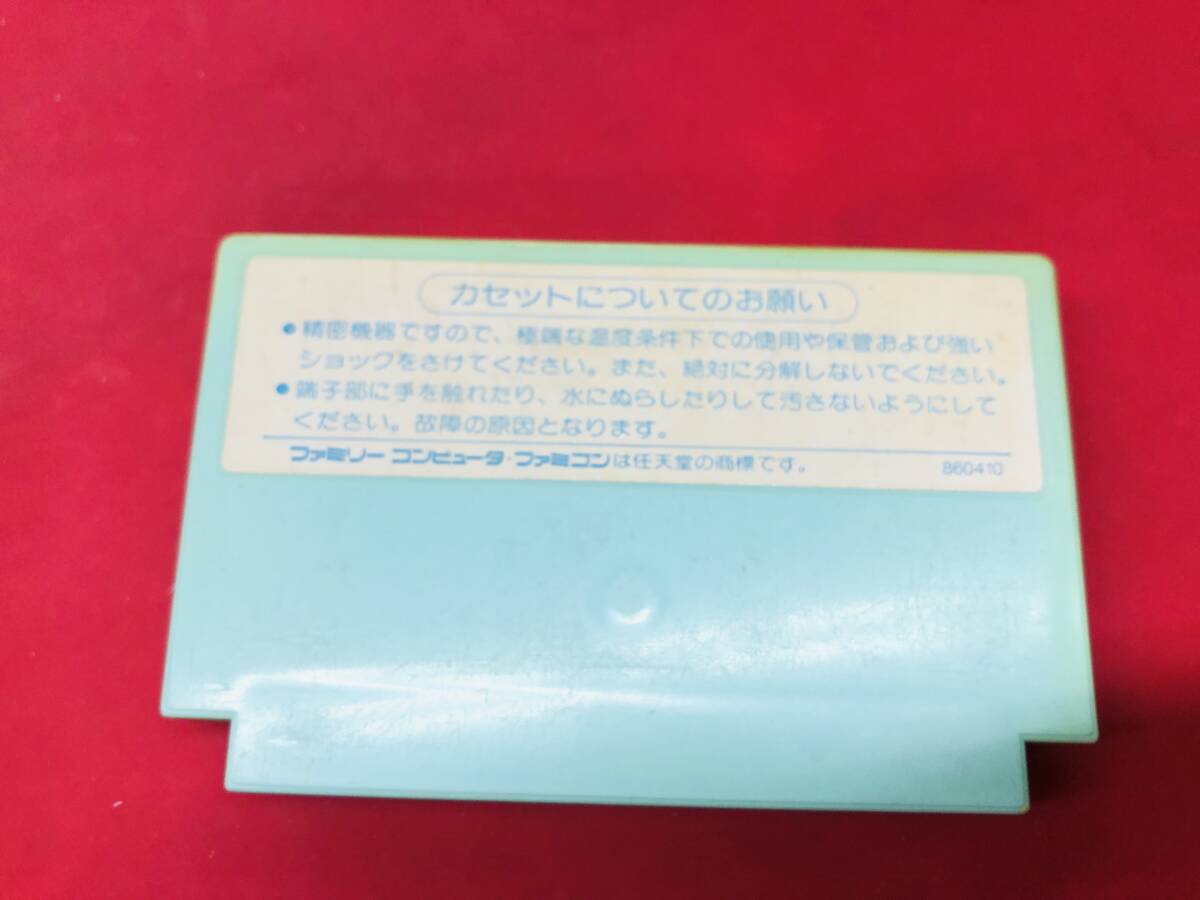 カセットについてのお願い
●精密機器ですので、極端な温度条件下での使用や保管および強い
ショックをさけてください。また、絶対に分解しないでください。
●端子部に手を触れたり、水にぬらしたりして汚さないようにして
ください。故障の原因となります。
ファミリー コンピュータ・ファミコンは任天堂の商標です。 860410